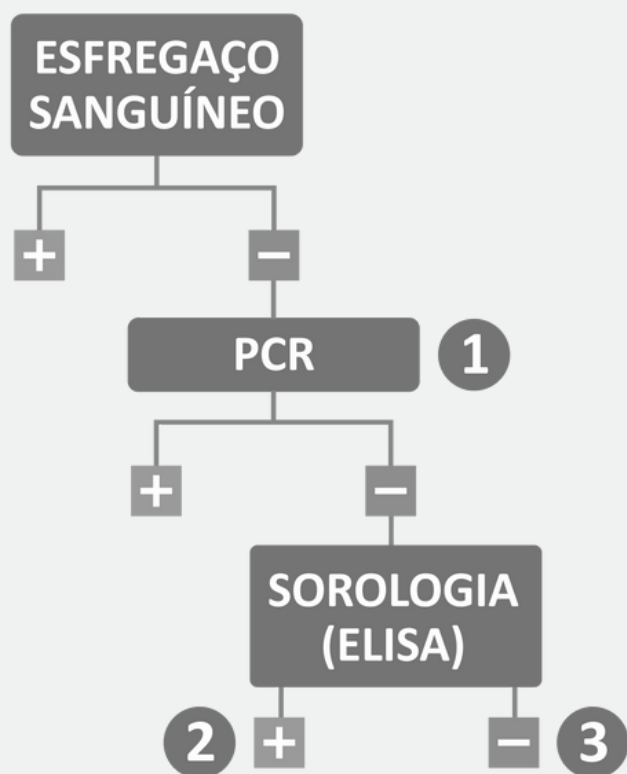 ESFREGAÇO
SANGUÍNEO
+
−
PCR
1
+
−
SOROLOGIA
(ELISA)
2
+
−
3